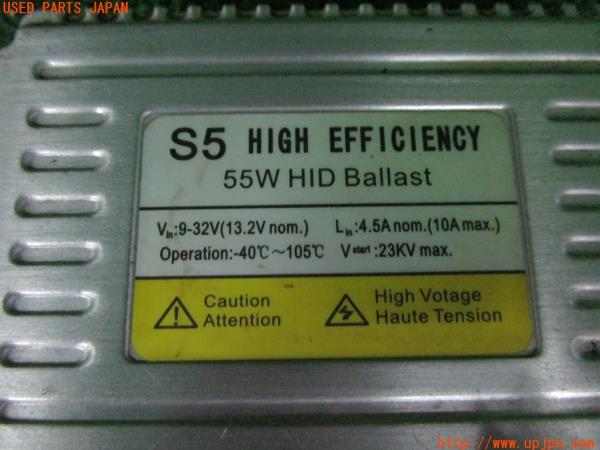 USED PARTS JAPAN
S5 HIGH EFFICIENCY
55W HID Ballast
Vin:9-32V(13.2V nom.) Lin:4.5A nom.(10A max.)
Operation:-40℃~105℃ Vstart:23KV max.
Caution
Attention
High Votage
Haute Tension
http://www.upjpn.com